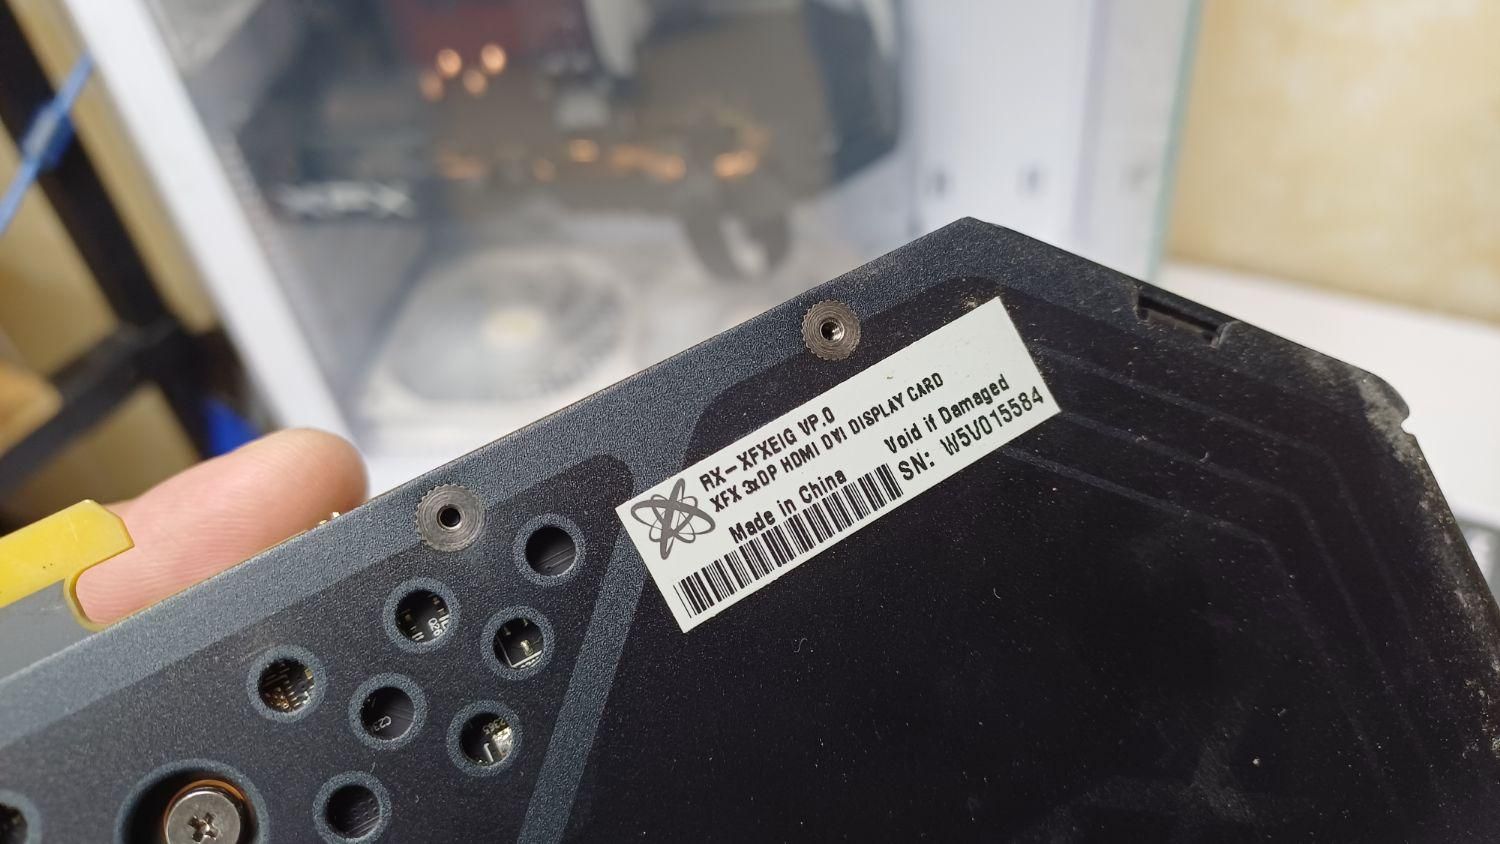 RX-XFXEIG VP.0
XFX 3xDP HDMI DVI DISPLAY CARD
Made in China
Void if Damaged
SN: W5V015584
XFX